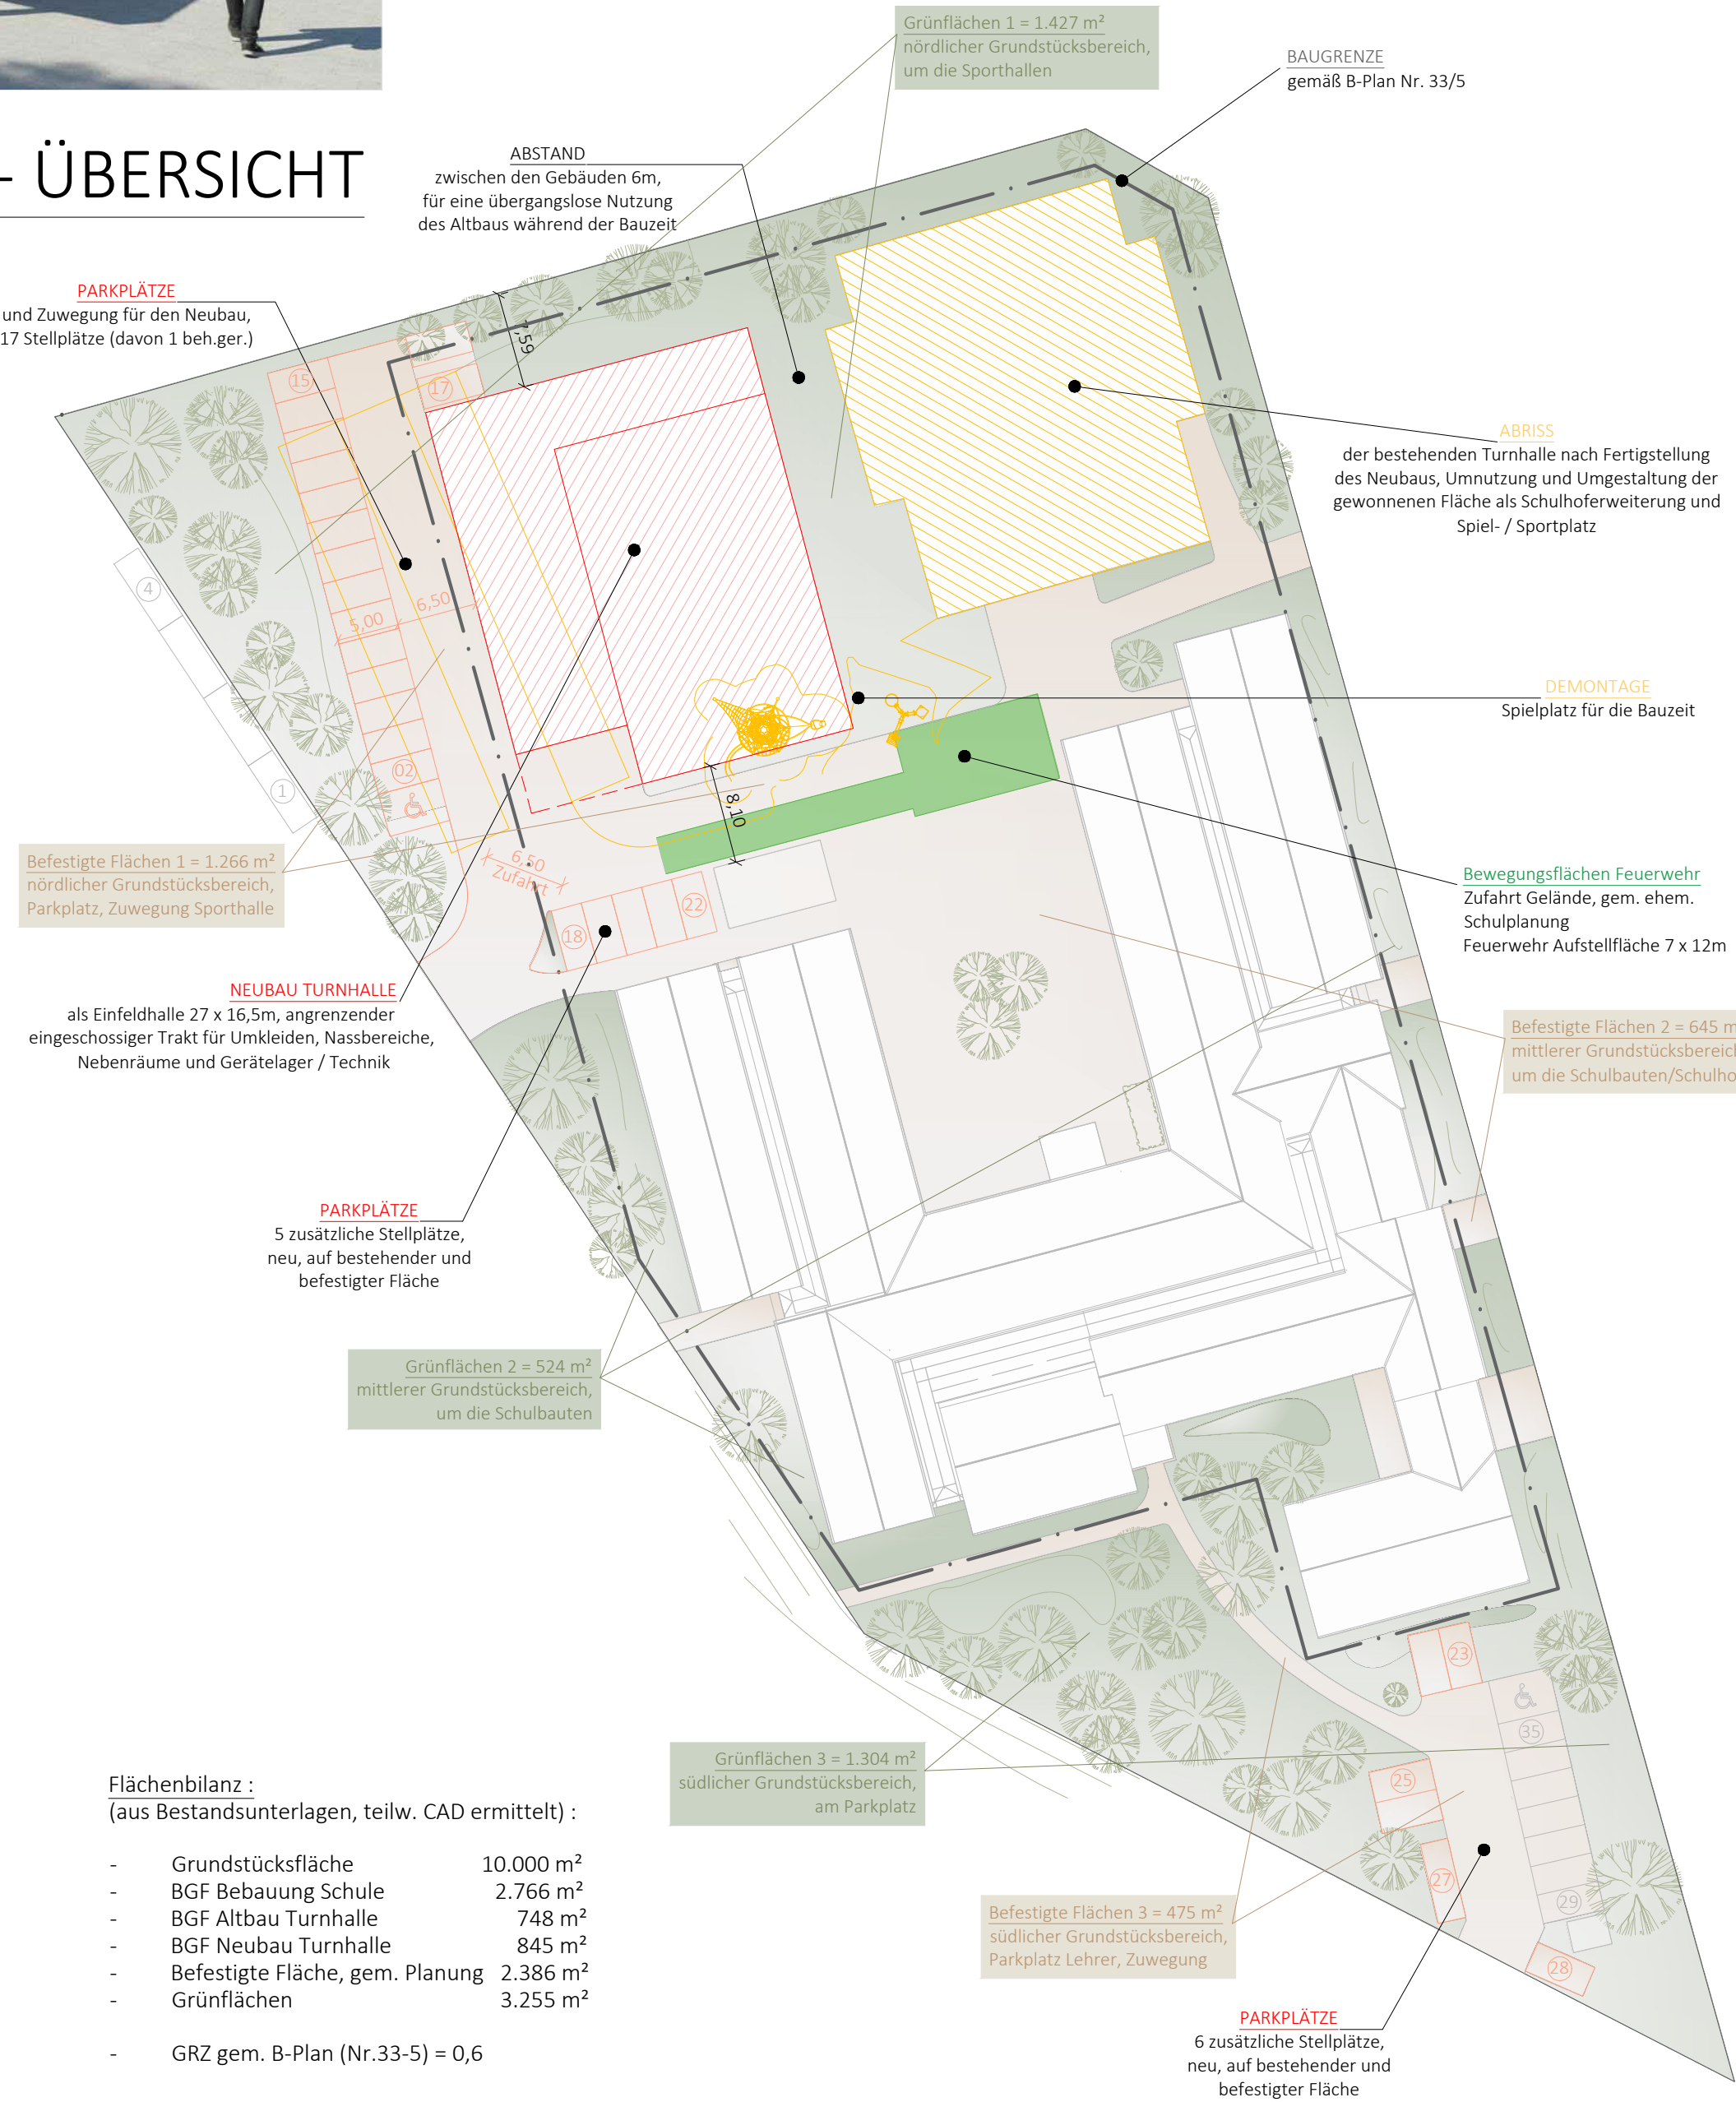 - ÜBERSICHT
Grünflächen 1 = 1.427 m²
nördlicher Grundstücksbereich,
um die Sporthallen
BAUGRENZE
gemäß B-Plan Nr. 33/5
ABSTAND
zwischen den Gebäuden 6m,
für eine übergangslose Nutzung
des Altbaus während der Bauzeit
PARKPLÄTZE
und Zuwegung für den Neubau,
17 Stellplätze (davon 1 beh.ger.)
ABRISS
der bestehenden Turnhalle nach Fertigstellung
des Neubaus, Umnutzung und Umgestaltung der
gewonnenen Fläche als Schulhoferweiterung und
Spiel- / Sportplatz
15
17
4
5,00
6,50
DEMONTAGE
Spielplatz für die Bauzeit
02
1
8,10
6,50
Zufahrt
Befestigte Flächen 1 = 1.266 m²
nördlicher Grundstücksbereich,
Parkplatz, Zuwegung Sporthalle
Bewegungsflächen Feuerwehr
Zufahrt Gelände, gem. ehem.
Schulplanung
Feuerwehr Aufstellfläche 7 x 12m
22
18
NEUBAU TURNHALLE
als Einfeldhalle 27 x 16,5m, angrenzender
eingeschossiger Trakt für Umkleiden, Nassbereiche,
Nebenräume und Gerätelager / Technik
Befestigte Flächen 2 = 645 m
mittlerer Grundstücksbereich
um die Schulbauten/Schulho
PARKPLÄTZE
5 zusätzliche Stellplätze,
neu, auf bestehender und
befestigter Fläche
Grünflächen 2 = 524 m²
mittlerer Grundstücksbereich,
um die Schulbauten
23
35
Grünflächen 3 = 1.304 m²
südlicher Grundstücksbereich,
am Parkplatz
25
27
29
28
Befestigte Flächen 3 = 475 m²
südlicher Grundstücksbereich,
Parkplatz Lehrer, Zuwegung
PARKPLÄTZE
6 zusätzliche Stellplätze,
neu, auf bestehender und
befestigter Fläche
Flächenbilanz :
(aus Bestandsunterlagen, teilw. CAD ermittelt) :
- Grundstücksfläche 10.000 m²
- BGF Bebauung Schule 2.766 m²
- BGF Altbau Turnhalle 748 m²
- BGF Neubau Turnhalle 845 m²
- Befestigte Fläche, gem. Planung 2.386 m²
- Grünflächen 3.255 m²
- GRZ gem. B-Plan (Nr.33-5) = 0,6